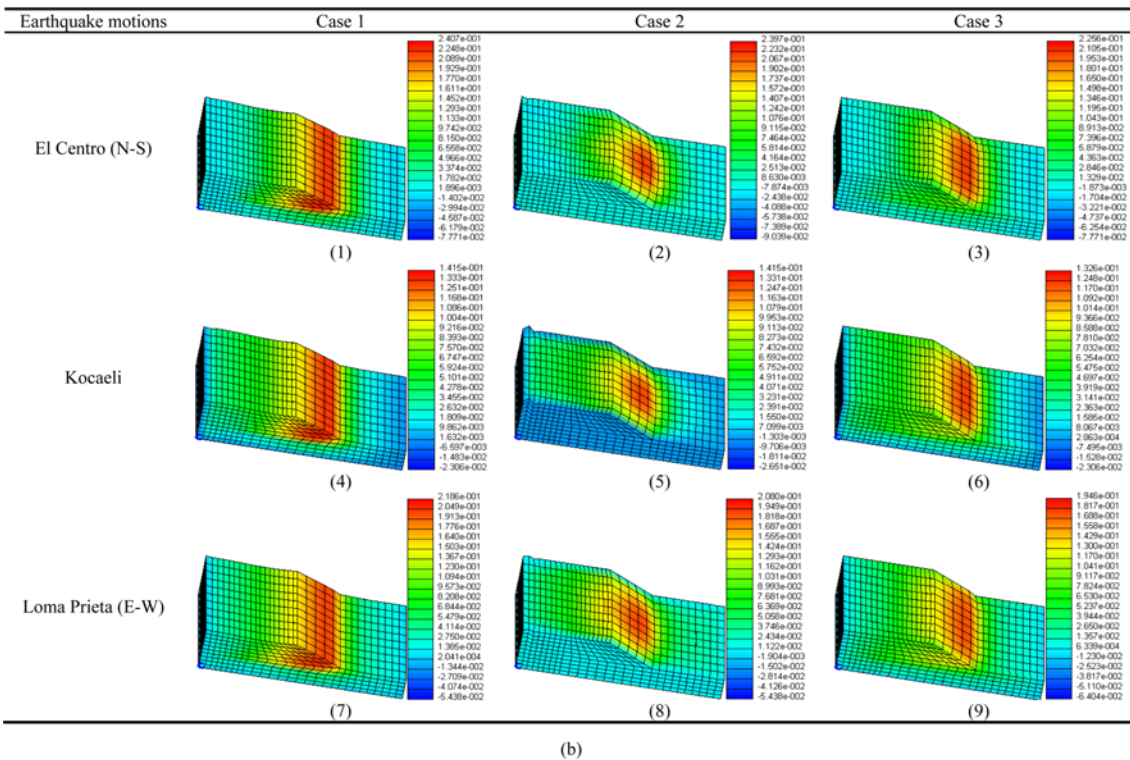 Earthquake motions Case 1 Case 2 Case 3
El Centro (N-S)
2.407e-001
2.248e-001
2.089e-001
1.929e-001
1.770e-001
1.611e-001
1.452e-001
1.293e-001
1.133e-001
9.742e-002
8.150e-002
6.558e-002
4.966e-002
3.374e-002
1.782e-002
1.896e-003
-1.402e-002
-2.994e-002
-4.587e-002
-6.179e-002
-7.771e-002
(1)
2.397e-001
2.232e-001
2.067e-001
1.902e-001
1.737e-001
1.572e-001
1.407e-001
1.242e-001
1.076e-001
9.115e-002
7.464e-002
5.814e-002
4.164e-002
2.513e-002
8.630e-003
-7.874e-003
-2.438e-002
-4.088e-002
-5.738e-002
-7.389e-002
-9.039e-002
(2)
2.256e-001
2.105e-001
1.953e-001
1.801e-001
1.650e-001
1.498e-001
1.346e-001
1.195e-001
1.043e-001
8.913e-002
7.396e-002
5.879e-002
4.363e-002
2.846e-002
1.329e-002
-1.873e-003
-1.704e-002
-3.221e-002
-4.737e-002
-6.254e-002
-7.771e-002
(3)
Kocaeli
1.415e-001
1.333e-001
1.251e-001
1.168e-001
1.086e-001
1.004e-001
9.216e-002
8.393e-002
7.570e-002
6.747e-002
5.924e-002
5.101e-002
4.278e-002
3.455e-002
2.632e-002
1.809e-002
9.862e-003
1.632e-003
-6.597e-003
-1.483e-002
-2.306e-002
(4)
1.415e-001
1.331e-001
1.247e-001
1.163e-001
1.079e-001
9.953e-002
9.113e-002
8.273e-002
7.432e-002
6.592e-002
5.752e-002
4.911e-002
4.071e-002
3.231e-002
2.391e-002
1.550e-002
7.099e-003
-1.303e-003
-9.706e-003
-1.811e-002
-2.651e-002
(5)
1.326e-001
1.248e-001
1.170e-001
1.092e-001
1.014e-001
9.366e-002
8.588e-002
7.810e-002
7.032e-002
6.254e-002
5.475e-002
4.697e-002
3.919e-002
3.141e-002
2.363e-002
1.585e-002
8.067e-003
2.863e-004
-7.495e-003
-1.528e-002
-2.306e-002
(6)
Loma Prieta (E-W)
2.186e-001
2.049e-001
1.913e-001
1.776e-001
1.640e-001
1.503e-001
1.367e-001
1.230e-001
1.094e-001
9.573e-002
8.208e-002
6.844e-002
5.479e-002
4.114e-002
2.750e-002
1.385e-002
2.041e-004
-1.344e-002
-2.709e-002
-4.074e-002
-5.438e-002
(7)
2.080e-001
1.949e-001
1.818e-001
1.687e-001
1.555e-001
1.424e-001
1.293e-001
1.162e-001
1.031e-001
8.993e-002
7.681e-002
6.369e-002
5.058e-002
3.746e-002
2.434e-002
1.122e-002
-1.904e-003
-1.502e-002
-2.814e-002
-4.126e-002
-5.438e-002
(8)
1.946e-001
1.817e-001
1.688e-001
1.558e-001
1.429e-001
1.300e-001
1.170e-001
1.041e-001
9.117e-002
7.824e-002
6.530e-002
5.237e-002
3.944e-002
2.650e-002
1.357e-002
6.339e-004
-1.230e-002
-2.523e-002
-3.817e-002
-5.110e-002
-6.404e-002
(9)
(b)